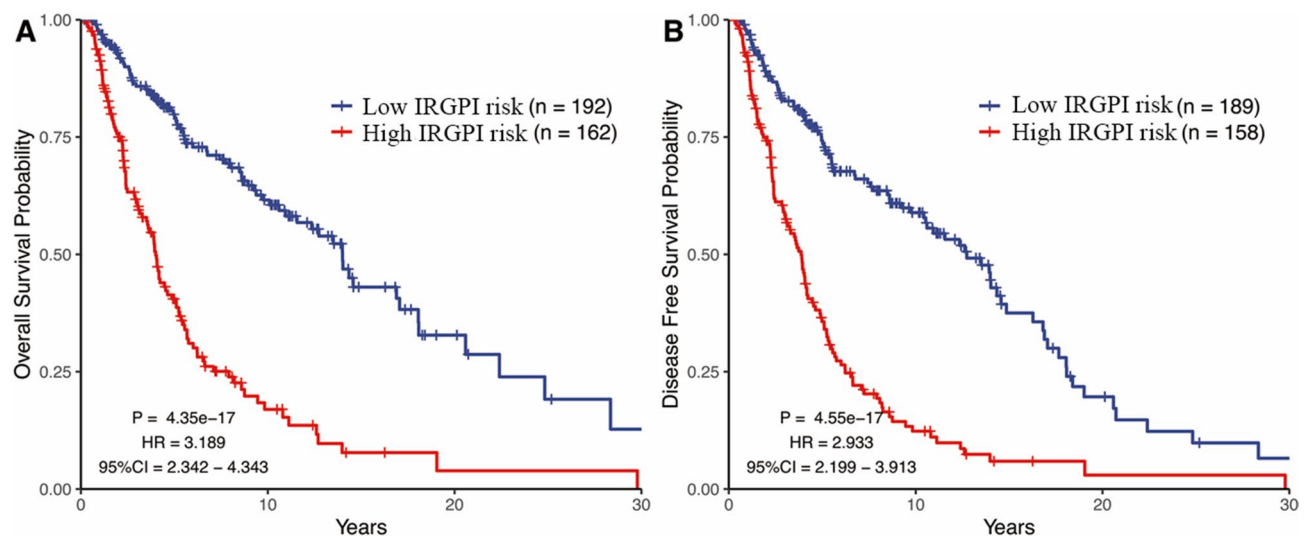 A
Overall Survival Probability
1.00
0.75
0.50
0.25
0.00
Low IRGPI risk (n = 192)
High IRGPI risk (n = 162)
P = 4.35e−17
HR = 3.189
95%CI = 2.342 − 4.343
0
10
20
30
Years
B
Disease Free Survival Probability
1.00
0.75
0.50
0.25
0.00
Low IRGPI risk (n = 189)
High IRGPI risk (n = 158)
P = 4.55e−17
HR = 2.933
95%CI = 2.199 − 3.913
0
10
20
30
Years